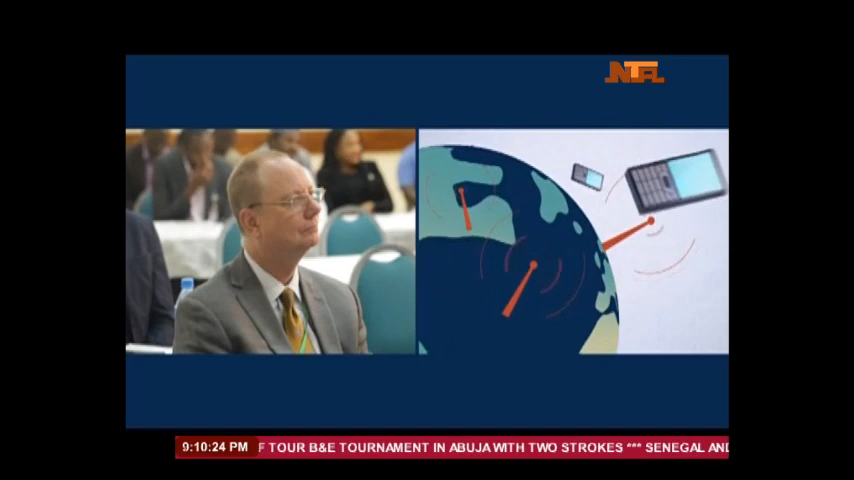 NTA
9:10:24 PM F TOUR B&E TOURNAMENT IN ABUJA WITH TWO STROKES *** SENEGAL AND